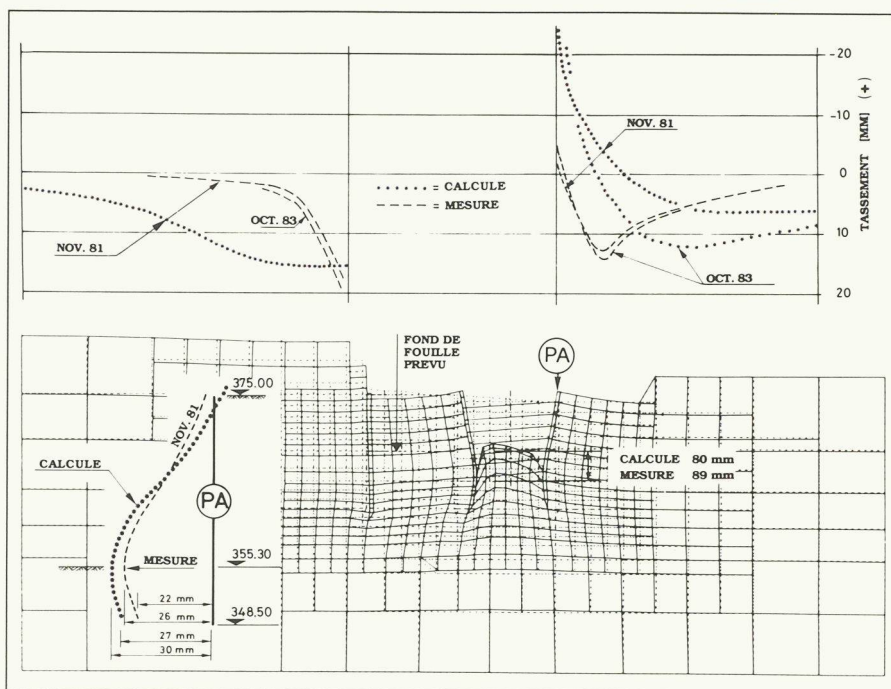 -20
-10
0
10
20
TASSEMENT [MM] (+)
NOV. 81
•••••• = CALCULE
--- = MESURE
OCT. 83
NOV. 81
OCT. 83
FOND DE
FOUILLE
PREVU
PA
375.00
NOV. 81
CALCULE
PA
CALCULE 80 mm
MESURE 89 mm
355.30
MESURE
22 mm
26 mm
348,50
27 mm
30 mm